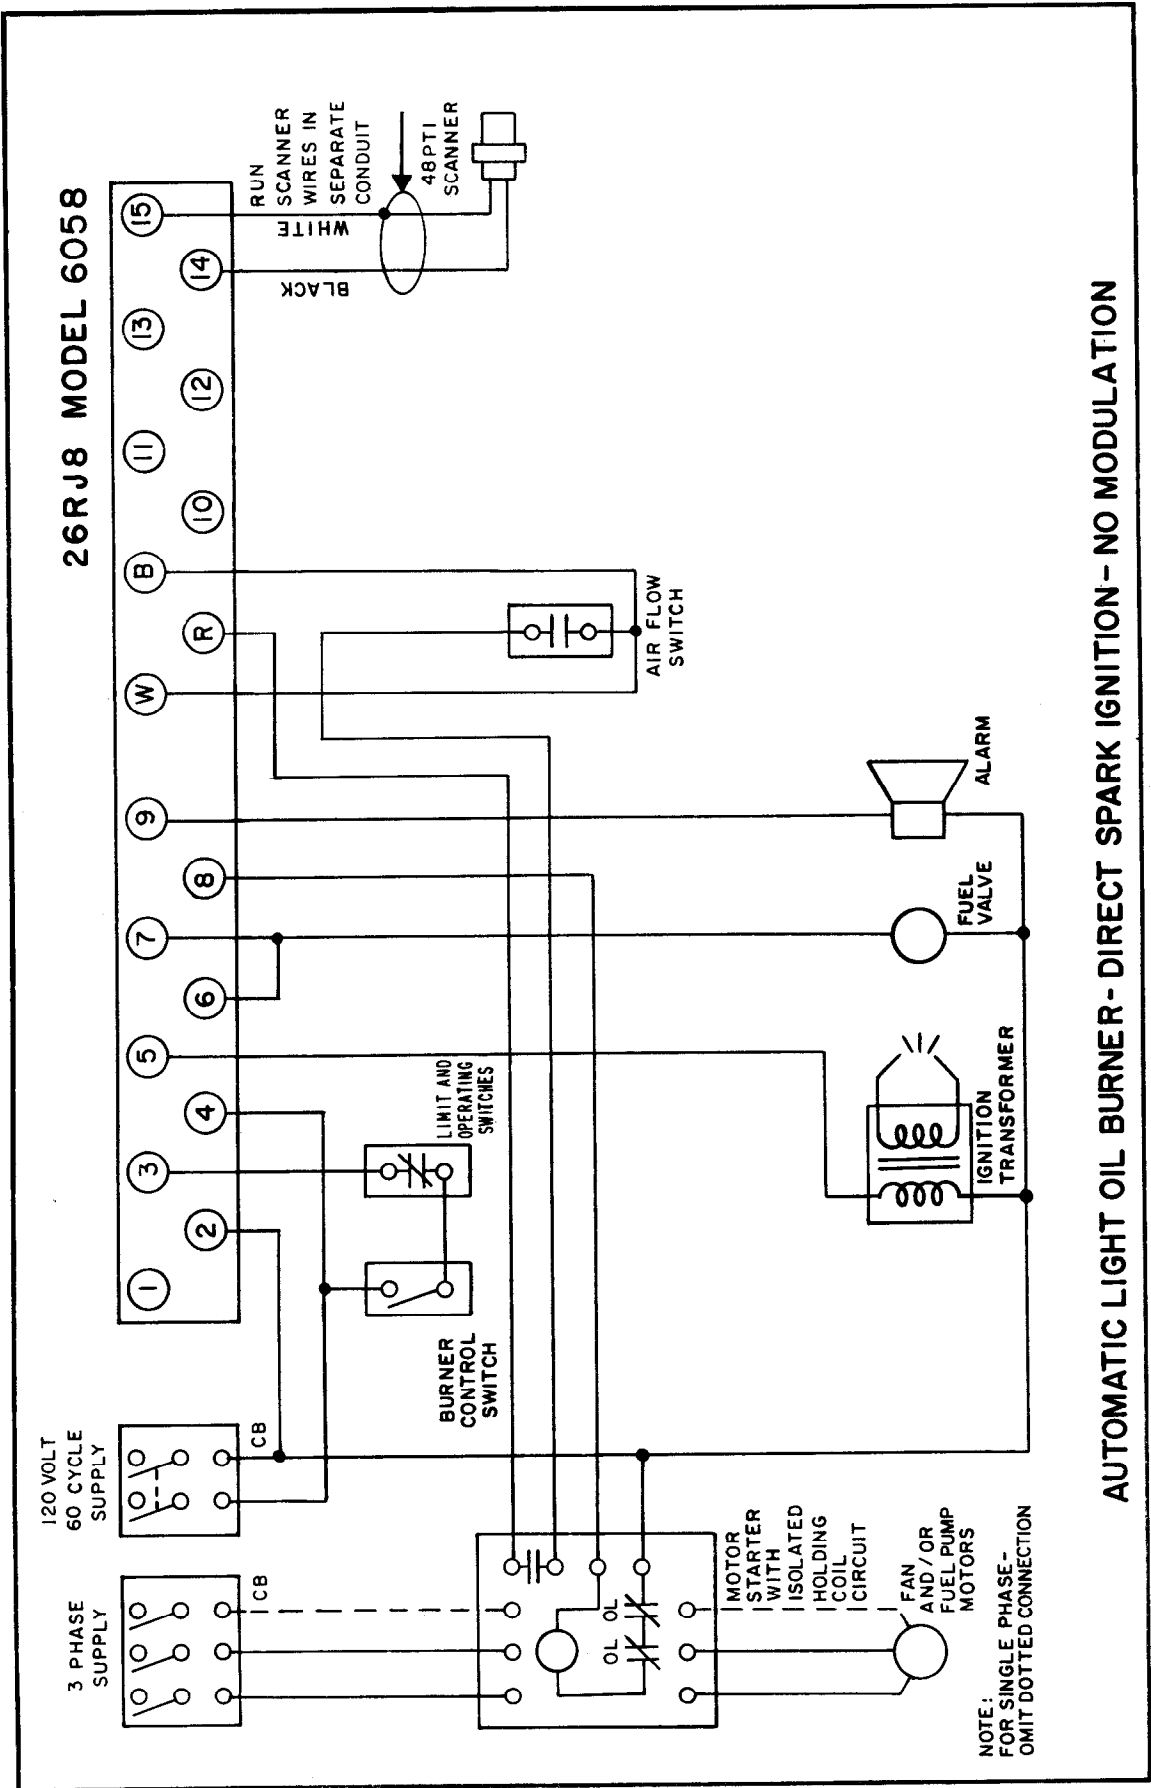 26RJ8 MODEL 6058
3 PHASE
SUPPLY
CB
120 VOLT
60 CYCLE
SUPPLY
CB
1
2
3
4
5
6
7
8
9
W
R
B
10
11
12
13
14
15
BURNER
CONTROL
SWITCH
LIMIT AND
OPERATING
SWITCHES
RUN
SCANNER
WIRES IN
SEPARATE
CONDUIT
WHITE
BLACK
48PT1
SCANNER
AIR FLOW
SWITCH
OL
OL
MOTOR
STARTER
WITH
ISOLATED
HOLDING
COIL
CIRCUIT
FAN
AND/OR
FUEL PUMP
MOTORS
IGNITION
TRANSFORMER
FUEL
VALVE
ALARM
NOTE:
FOR SINGLE PHASE-
OMIT DOTTED CONNECTION
AUTOMATIC LIGHT OIL BURNER-DIRECT SPARK IGNITION-NO MODULATION